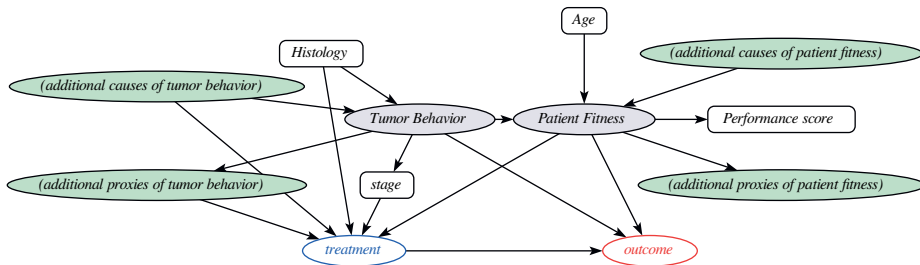 Age
Histology
(additional causes of patient fitness)
(additional causes of tumor behavior)
Tumor Behavior
Patient Fitness
Performance score
(additional proxies of tumor behavior)
stage
(additional proxies of patient fitness)
treatment
outcome